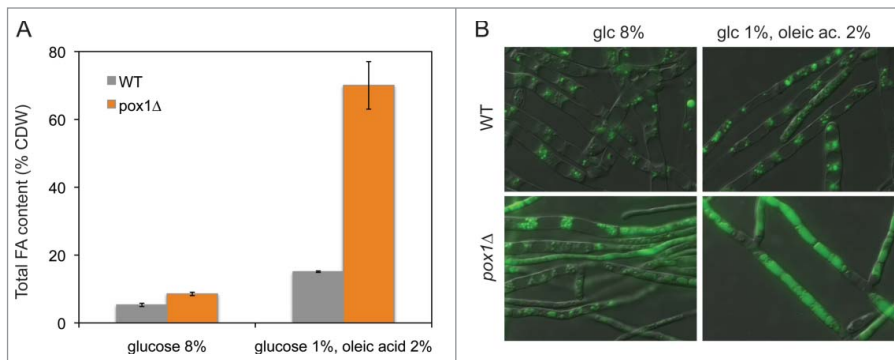 A
Total FA content (% CDW)
80
60
40
20
0
WT
pox1Δ
glucose 8%
glucose 1%, oleic acid 2%
B
glc 8%
glc 1%, oleic ac. 2%
WT
pox1Δ